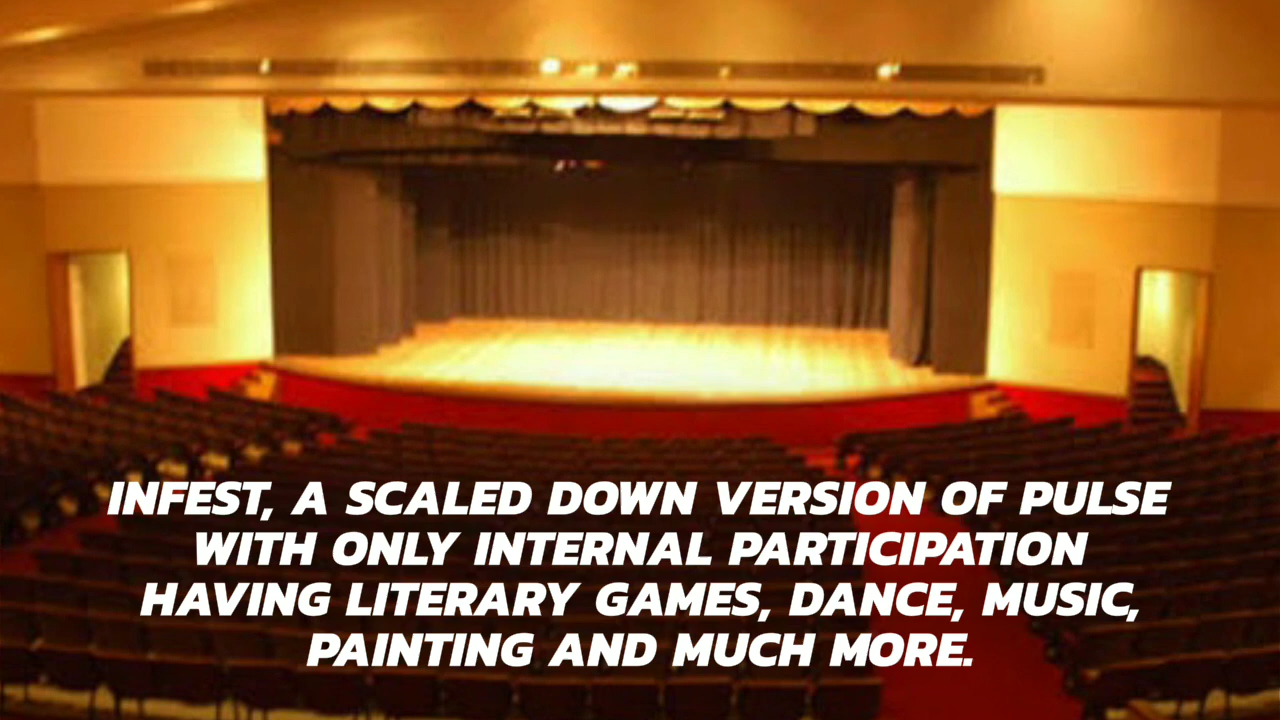 INFEST, A SCALED DOWN VERSION OF PULSE
WITH ONLY INTERNAL PARTICIPATION
HAVING LITERARY GAMES, DANCE, MUSIC,
PAINTING AND MUCH MORE.